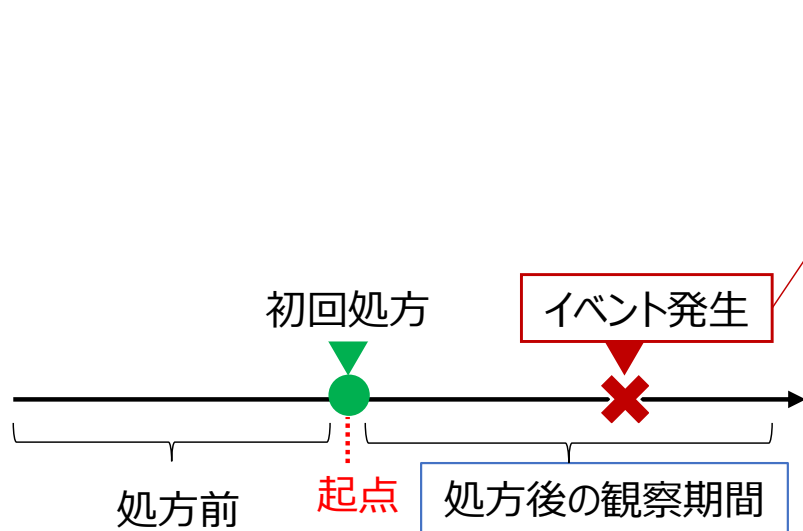 初回処方
イベント発生
処方前
起点
処方後の観察期間